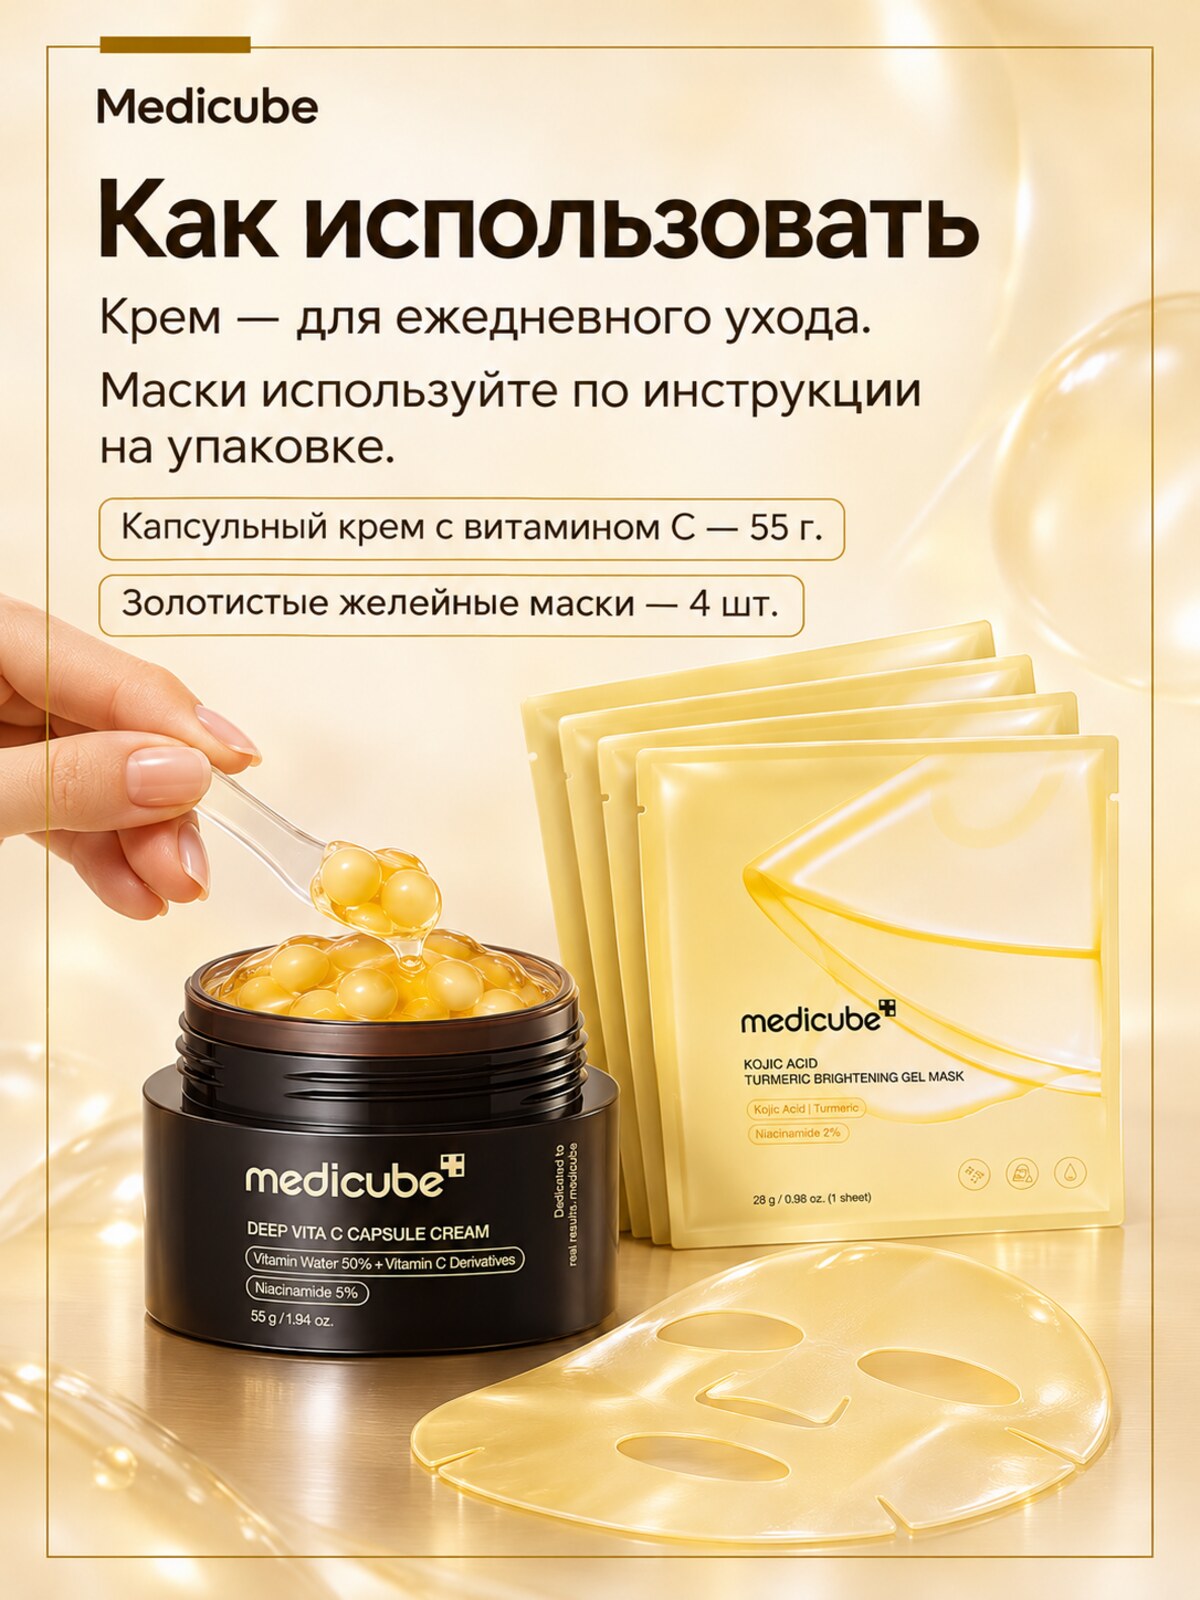 Medicube
Как использовать
Крем — для ежедневного ухода.
Маски используйте по инструкции
на упаковке.
Капсульный крем с витамином С — 55 г.
Золотистые желейные маски — 4 шт.
medicube
KOJIC ACID
TURMERIC BRIGHTENING GEL MASK
Kojic Acid | Turmeric
Niacinamide 2%
28 g / 0.98 oz. (1 sheet)
medicube
DEEP VITA C CAPSULE CREAM
Vitamin Water 50% + Vitamin C Derivatives
Niacinamide 5%
55 g / 1.94 oz.
Dedicated to
real results. medicube